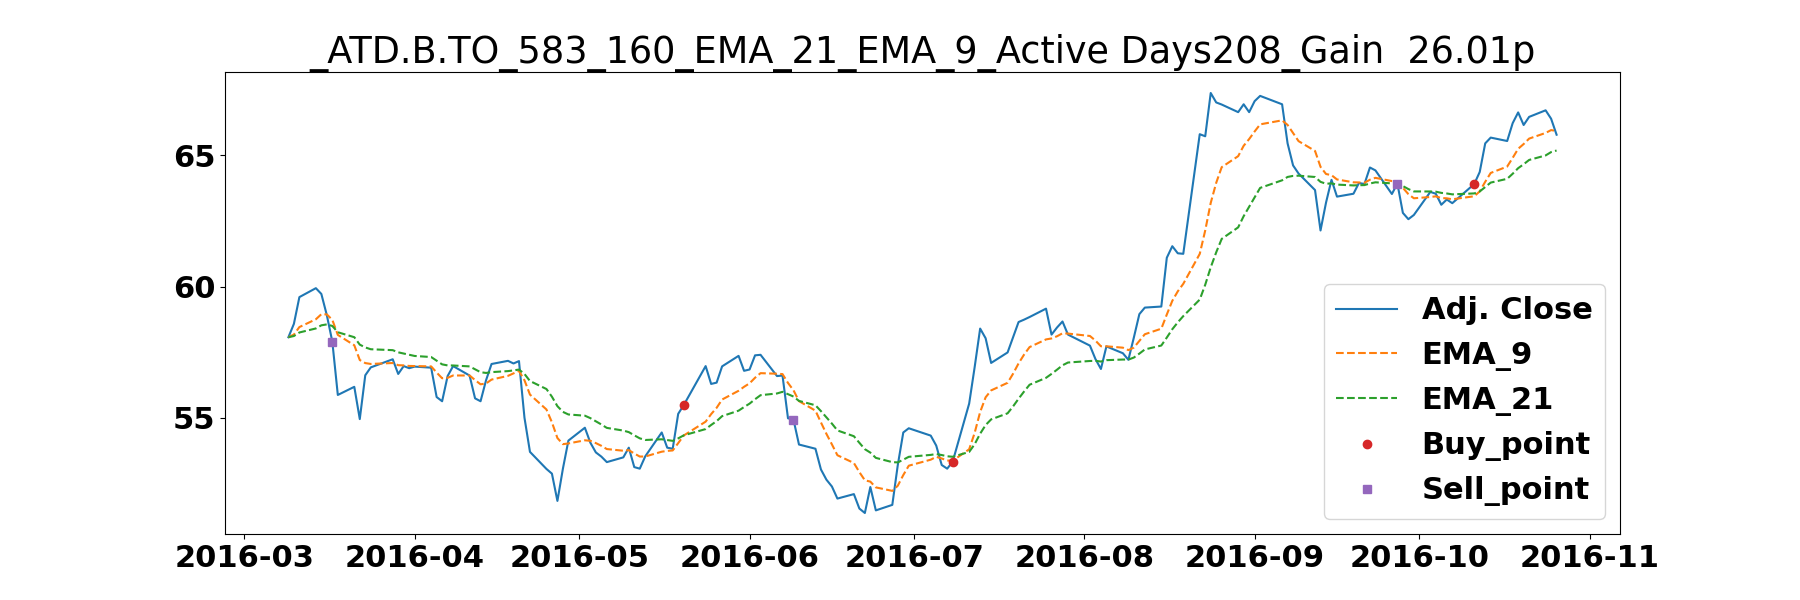 _ATD.B.TO_583_160_EMA_21_EMA_9_Active Days208_Gain  26.01p
65
60
55
Adj. Close
EMA_9
EMA_21
Buy_point
Sell_point
2016-03 2016-04 2016-05 2016-06 2016-07 2016-08 2016-09 2016-10 2016-11